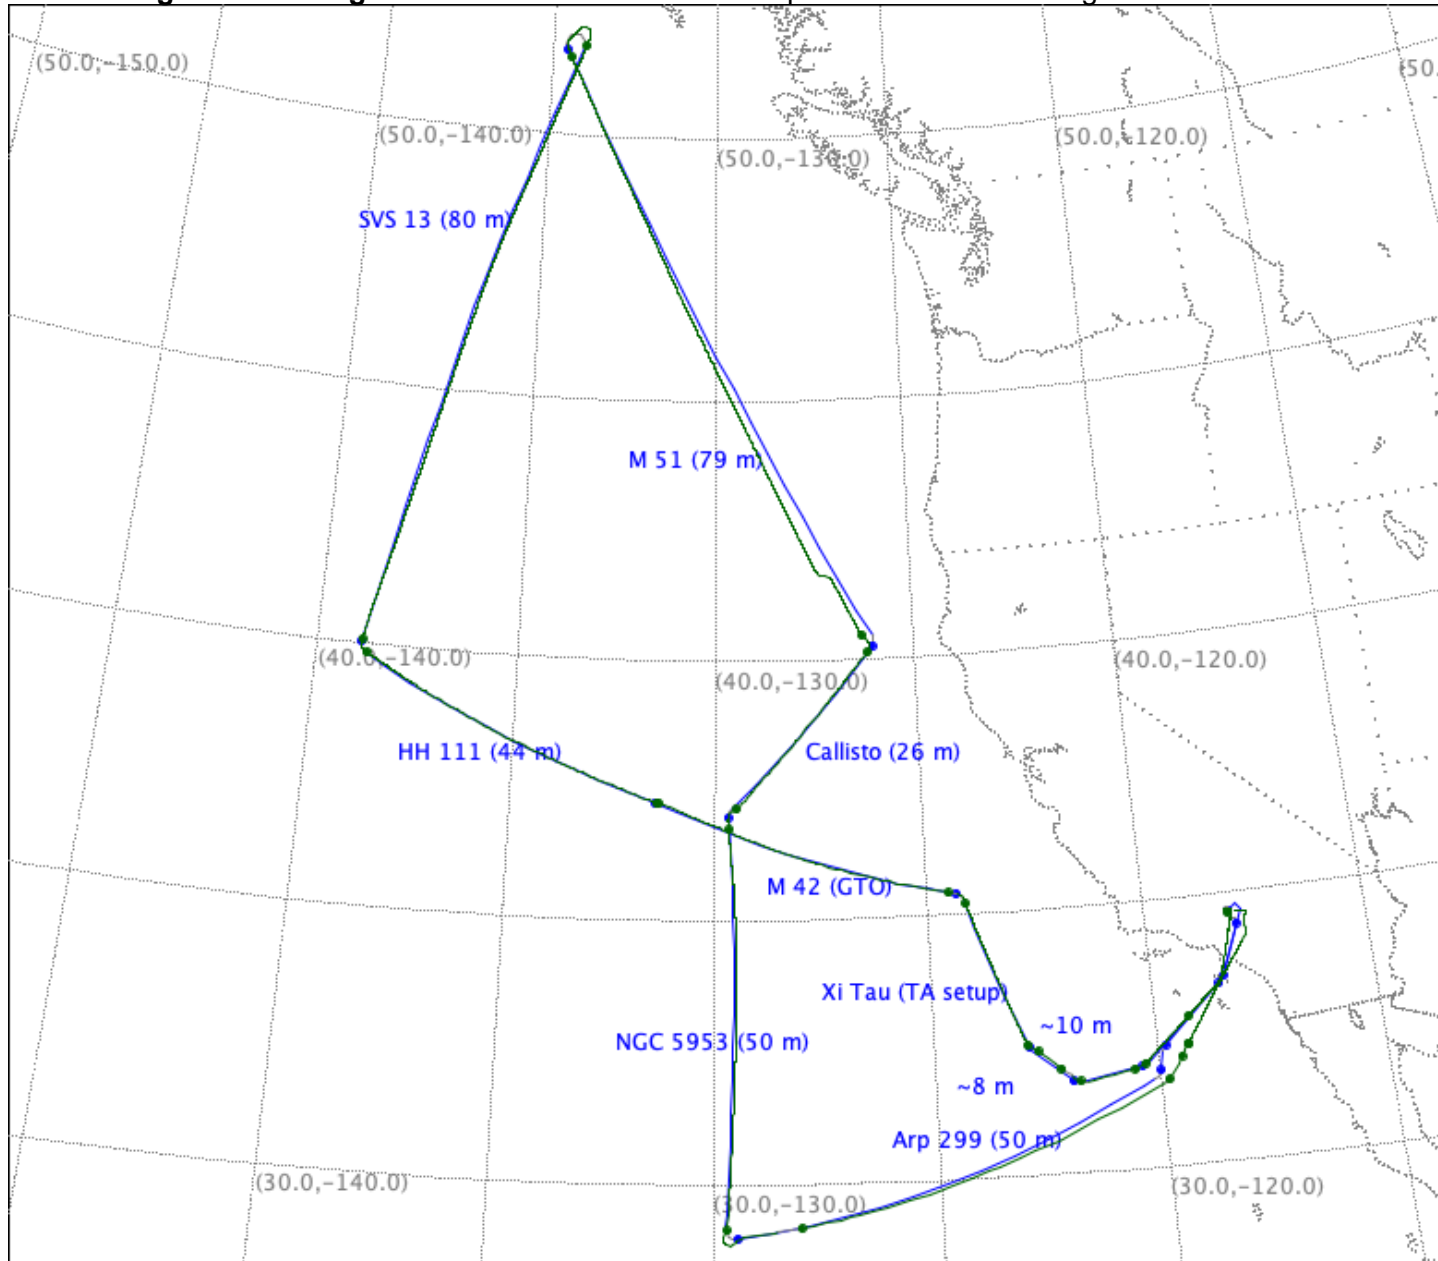 (50.0,-150.0)
(50.
(50.0,-140.0)
(50.0,-130.0)
(50.0,-120.0)
SVS 13 (80 m)
M 51 (79 m)
(40.0,-140.0)
(40.0,-130.0)
(40.0,-120.0)
HH 111 (44 m)
Callisto (26 m)
M 42 (GTO)
Xi Tau (TA setup)
~10 m
NGC 5953 (50 m)
~8 m
Arp 299 (50 m)
(30.0,-140.0)
(30.0,-130.0)
(30.0,-120.0)